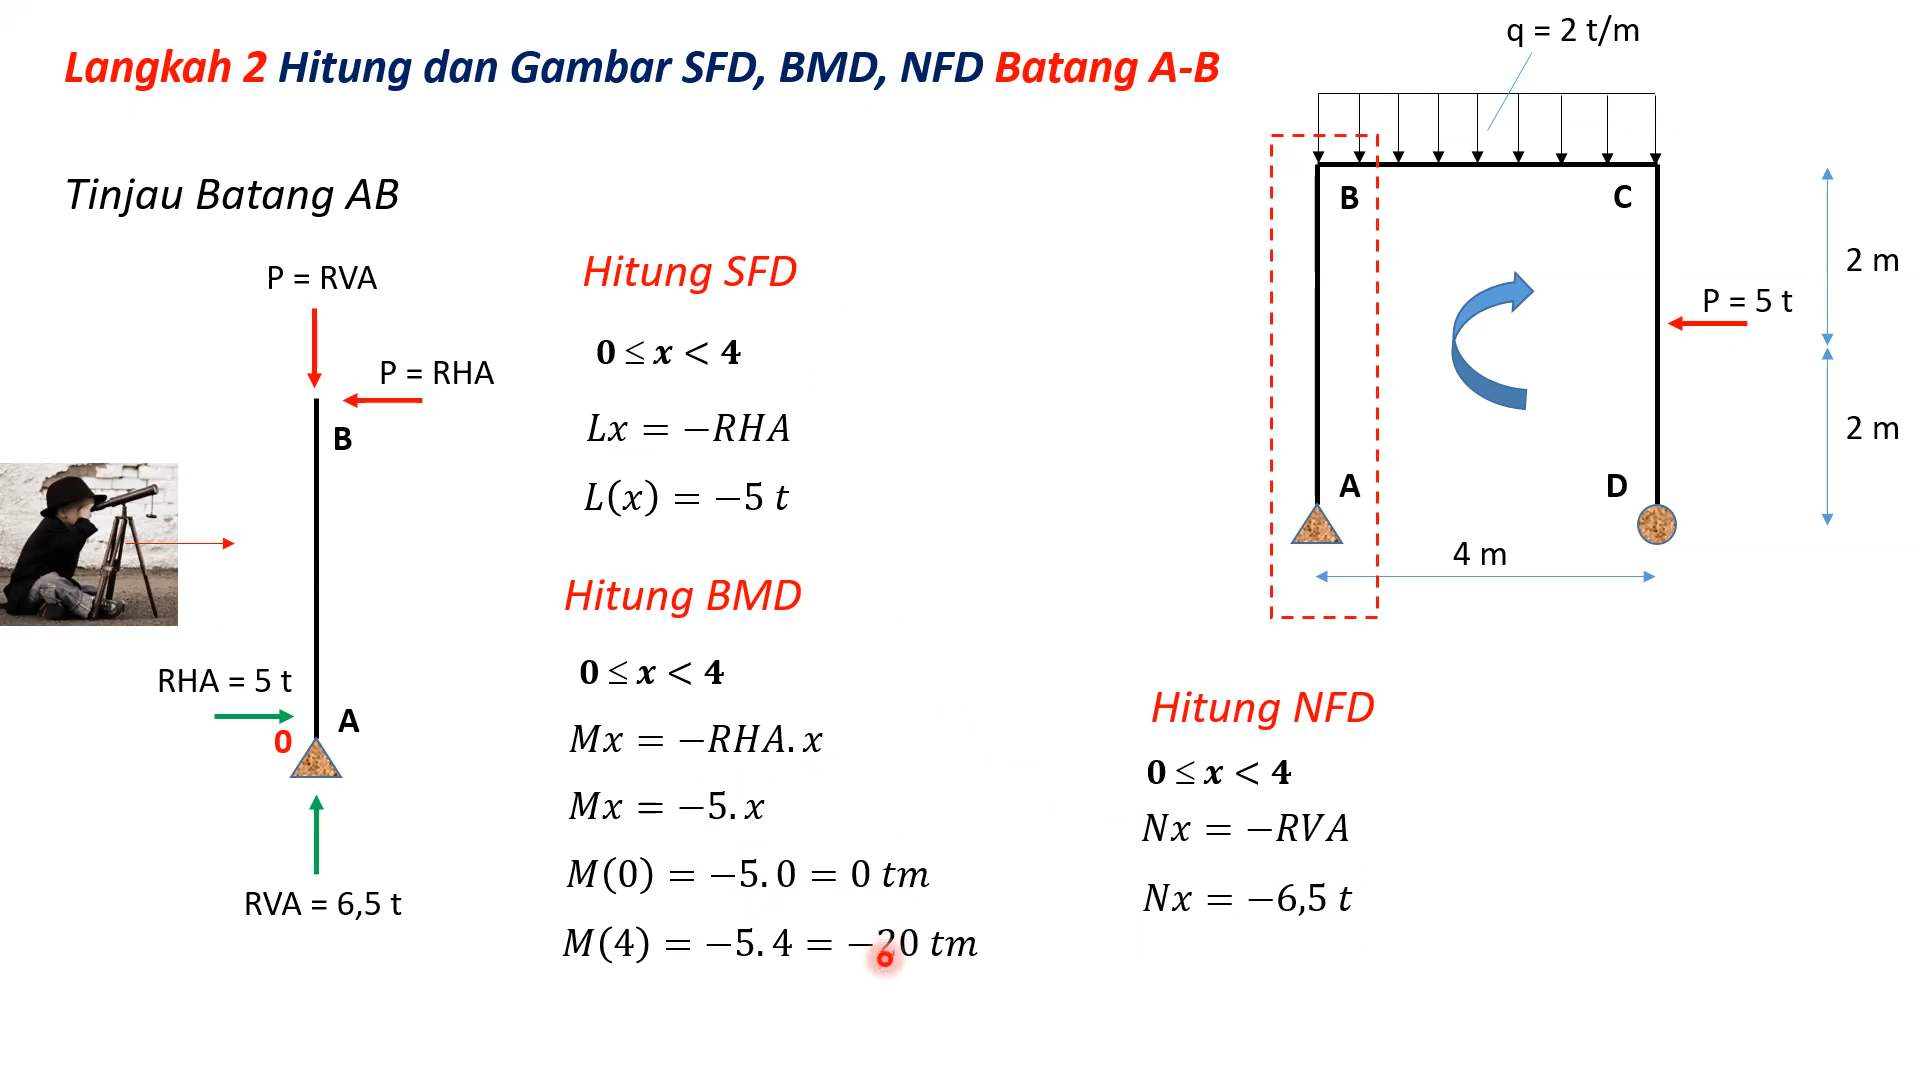 Langkah 2 Hitung dan Gambar SFD, BMD, NFD Batang A-B
Tinjau Batang AB
P = RVA
P = RHA
B
RHA = 5 t
A
0
RVA = 6,5 t
Hitung SFD
0 ≤ x < 4
Lx = −RHA
L(x) = −5 t
Hitung BMD
0 ≤ x < 4
Mx = −RHA. x
Mx = −5. x
M(0) = −5. 0 = 0 tm
M(4) = −5. 4 = −20 tm
q = 2 t/m
B
C
2 m
P = 5 t
2 m
A
D
4 m
Hitung NFD
0 ≤ x < 4
Nx = −RVA
Nx = −6,5 t